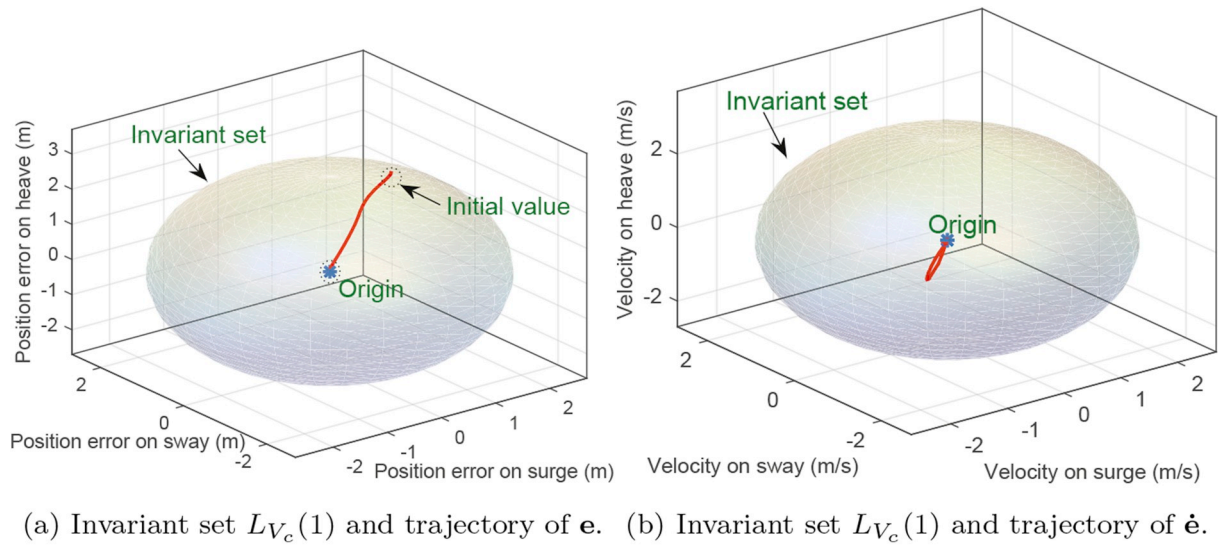 Invariant set
Initial value
Origin
Position error on heave (m)
3
2
1
0
-1
-2
2
0
-2
Position error on sway (m)
-2
-1
0
1
2
Position error on surge (m)
Invariant set
Origin
Velocity on heave (m/s)
2
0
-2
2
0
-2
Velocity on sway (m/s)
-2
-1
0
1
2
Velocity on surge (m/s)
(a) Invariant set L_{V_c}(1) and trajectory of e.
(b) Invariant set L_{V_c}(1) and trajectory of ė.